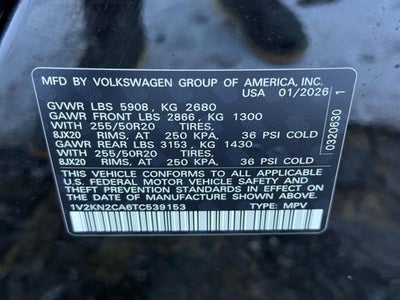 MFD BY VOLKSWAGEN GROUP OF AMERICA, INC.
USA 01/2026
GVWR LBS 5908, KG 2680
GAWR FRONT LBS 2866, KG 1300
WITH 255/50R20 TIRES,
8JX20 RIMS, AT 250 KPA, 36 PSI COLD
GAWR REAR LBS 3153, KG 1430
WITH 255/50R20 TIRES,
8JX20 RIMS, AT 250 KPA, 36 PSI COLD
THIS VEHICLE CONFORMS TO ALL APPLICABLE
U.S. FEDERAL MOTOR VEHICLE SAFETY AND
THEFT PREVENTION STANDARDS IN EFFECT ON
THE DATE OF MANUFACTURE SHOWN ABOVE.
1V2KN2CA6TC539153 TYPE: MPV
0320630 1